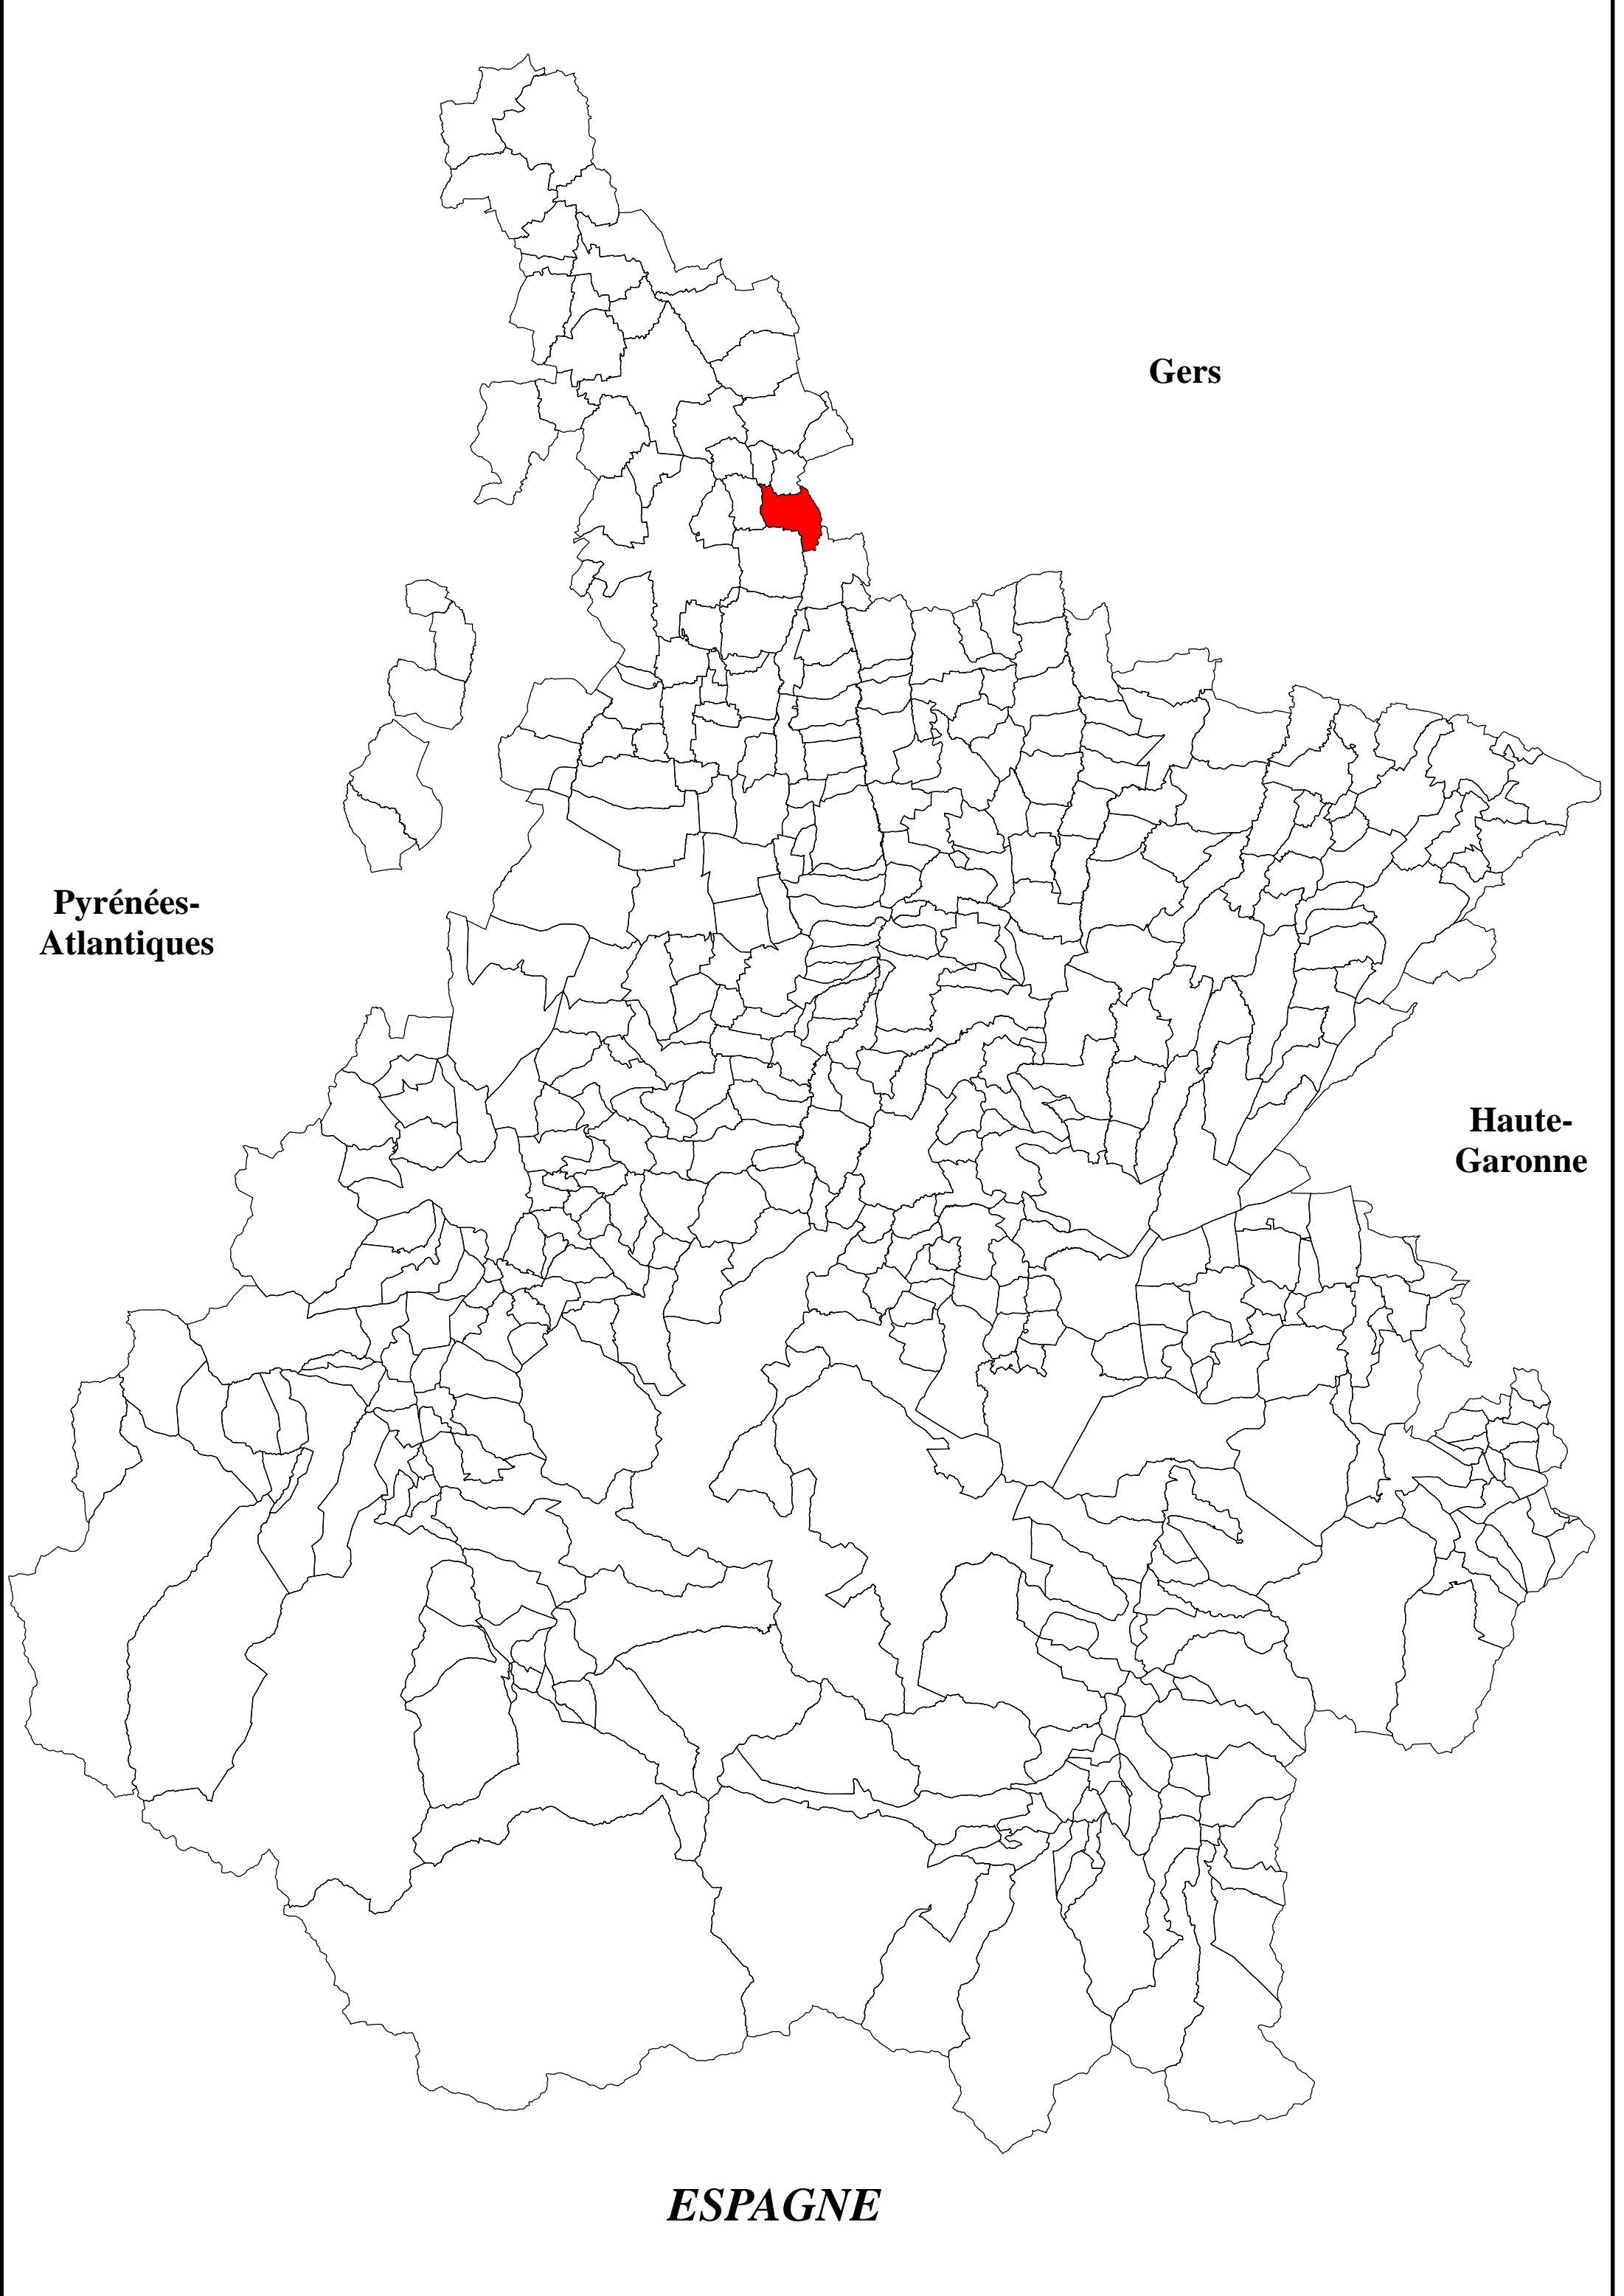 Gers
Pyrénées-
Atlantiques
Haute-
Garonne
ESPAGNE